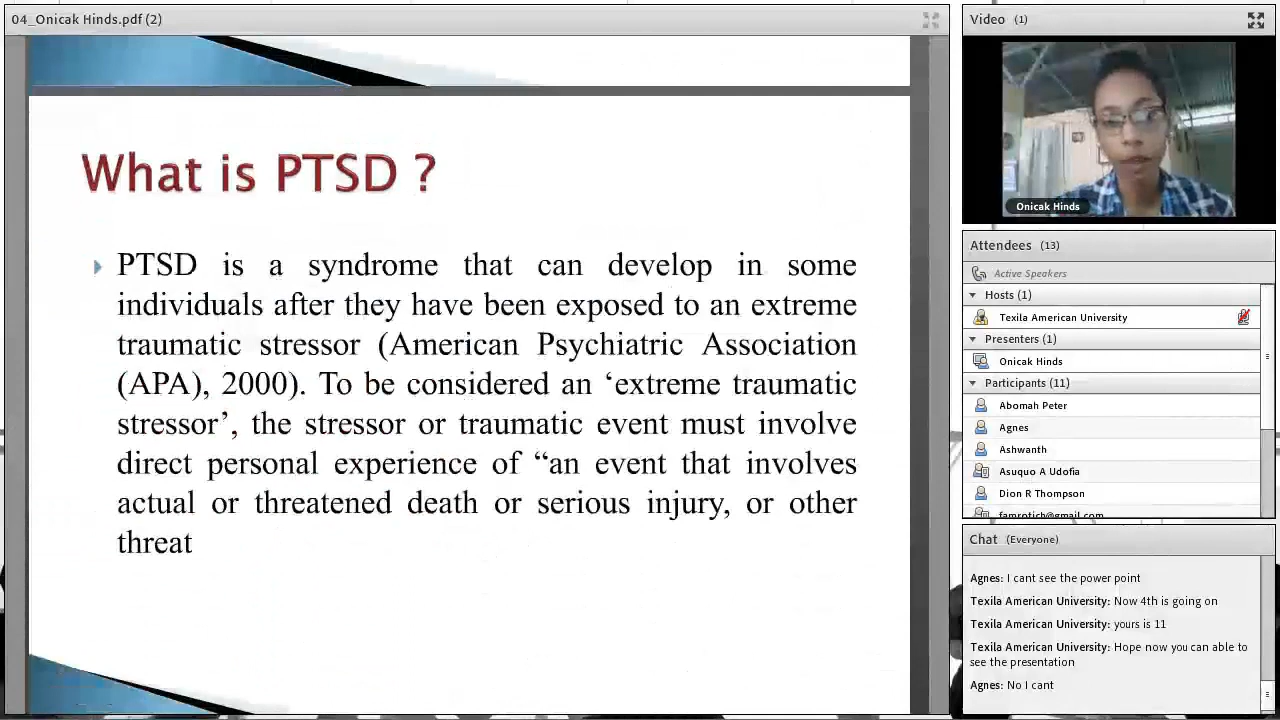 04_Onicak Hinds.pdf (2)
What is PTSD ?
PTSD is a syndrome that can develop in some
individuals after they have been exposed to an extreme
traumatic stressor (American Psychiatric Association
(APA), 2000). To be considered an ‘extreme traumatic
stressor’, the stressor or traumatic event must involve
direct personal experience of “an event that involves
actual or threatened death or serious injury, or other
threat
Video (1)
Onicak Hinds
Attendees (13)
Active Speakers
Hosts (1)
Texila American University
Presenters (1)
Onicak Hinds
Participants (11)
Abomah Peter
Agnes
Ashwanth
Asuquo A Udofia
Dion R Thompson
famrotich@gmail.com
Chat (Everyone)
Agnes: I cant see the power point
Texila American University: Now 4th is going on
Texila American University: yours is 11
Texila American University: Hope now you can able to
see the presentation
Agnes: No I cant